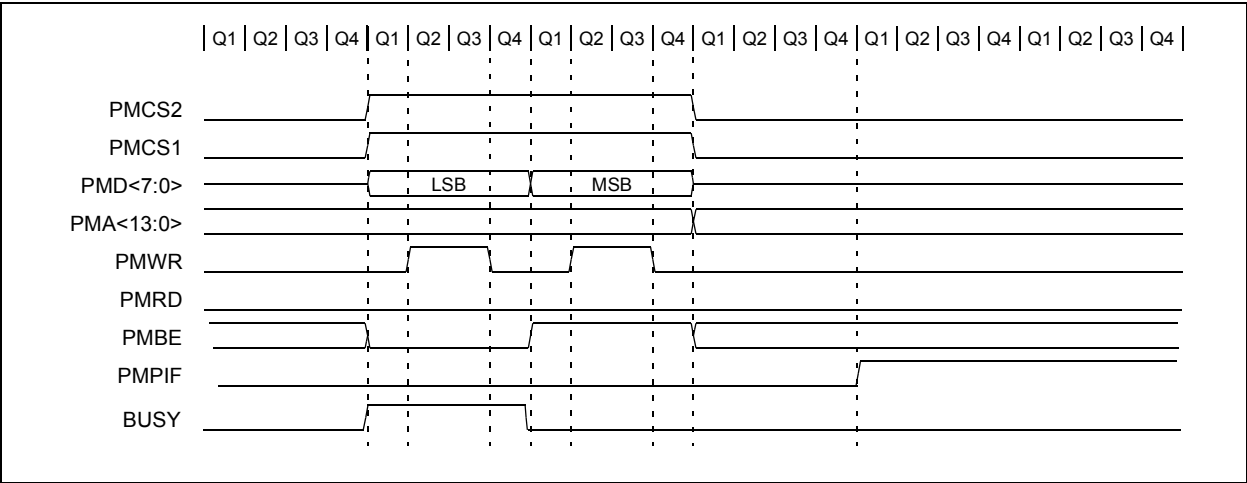 Q1 Q2 Q3 Q4 Q1 Q2 Q3 Q4 Q1 Q2 Q3 Q4 Q1 Q2 Q3 Q4 Q1 Q2 Q3 Q4 Q1 Q2 Q3 Q4
PMCS2
PMCS1
PMD<7:0> LSB MSB
PMA<13:0>
PMWR
PMRD
PMBE
PMPIF
BUSY